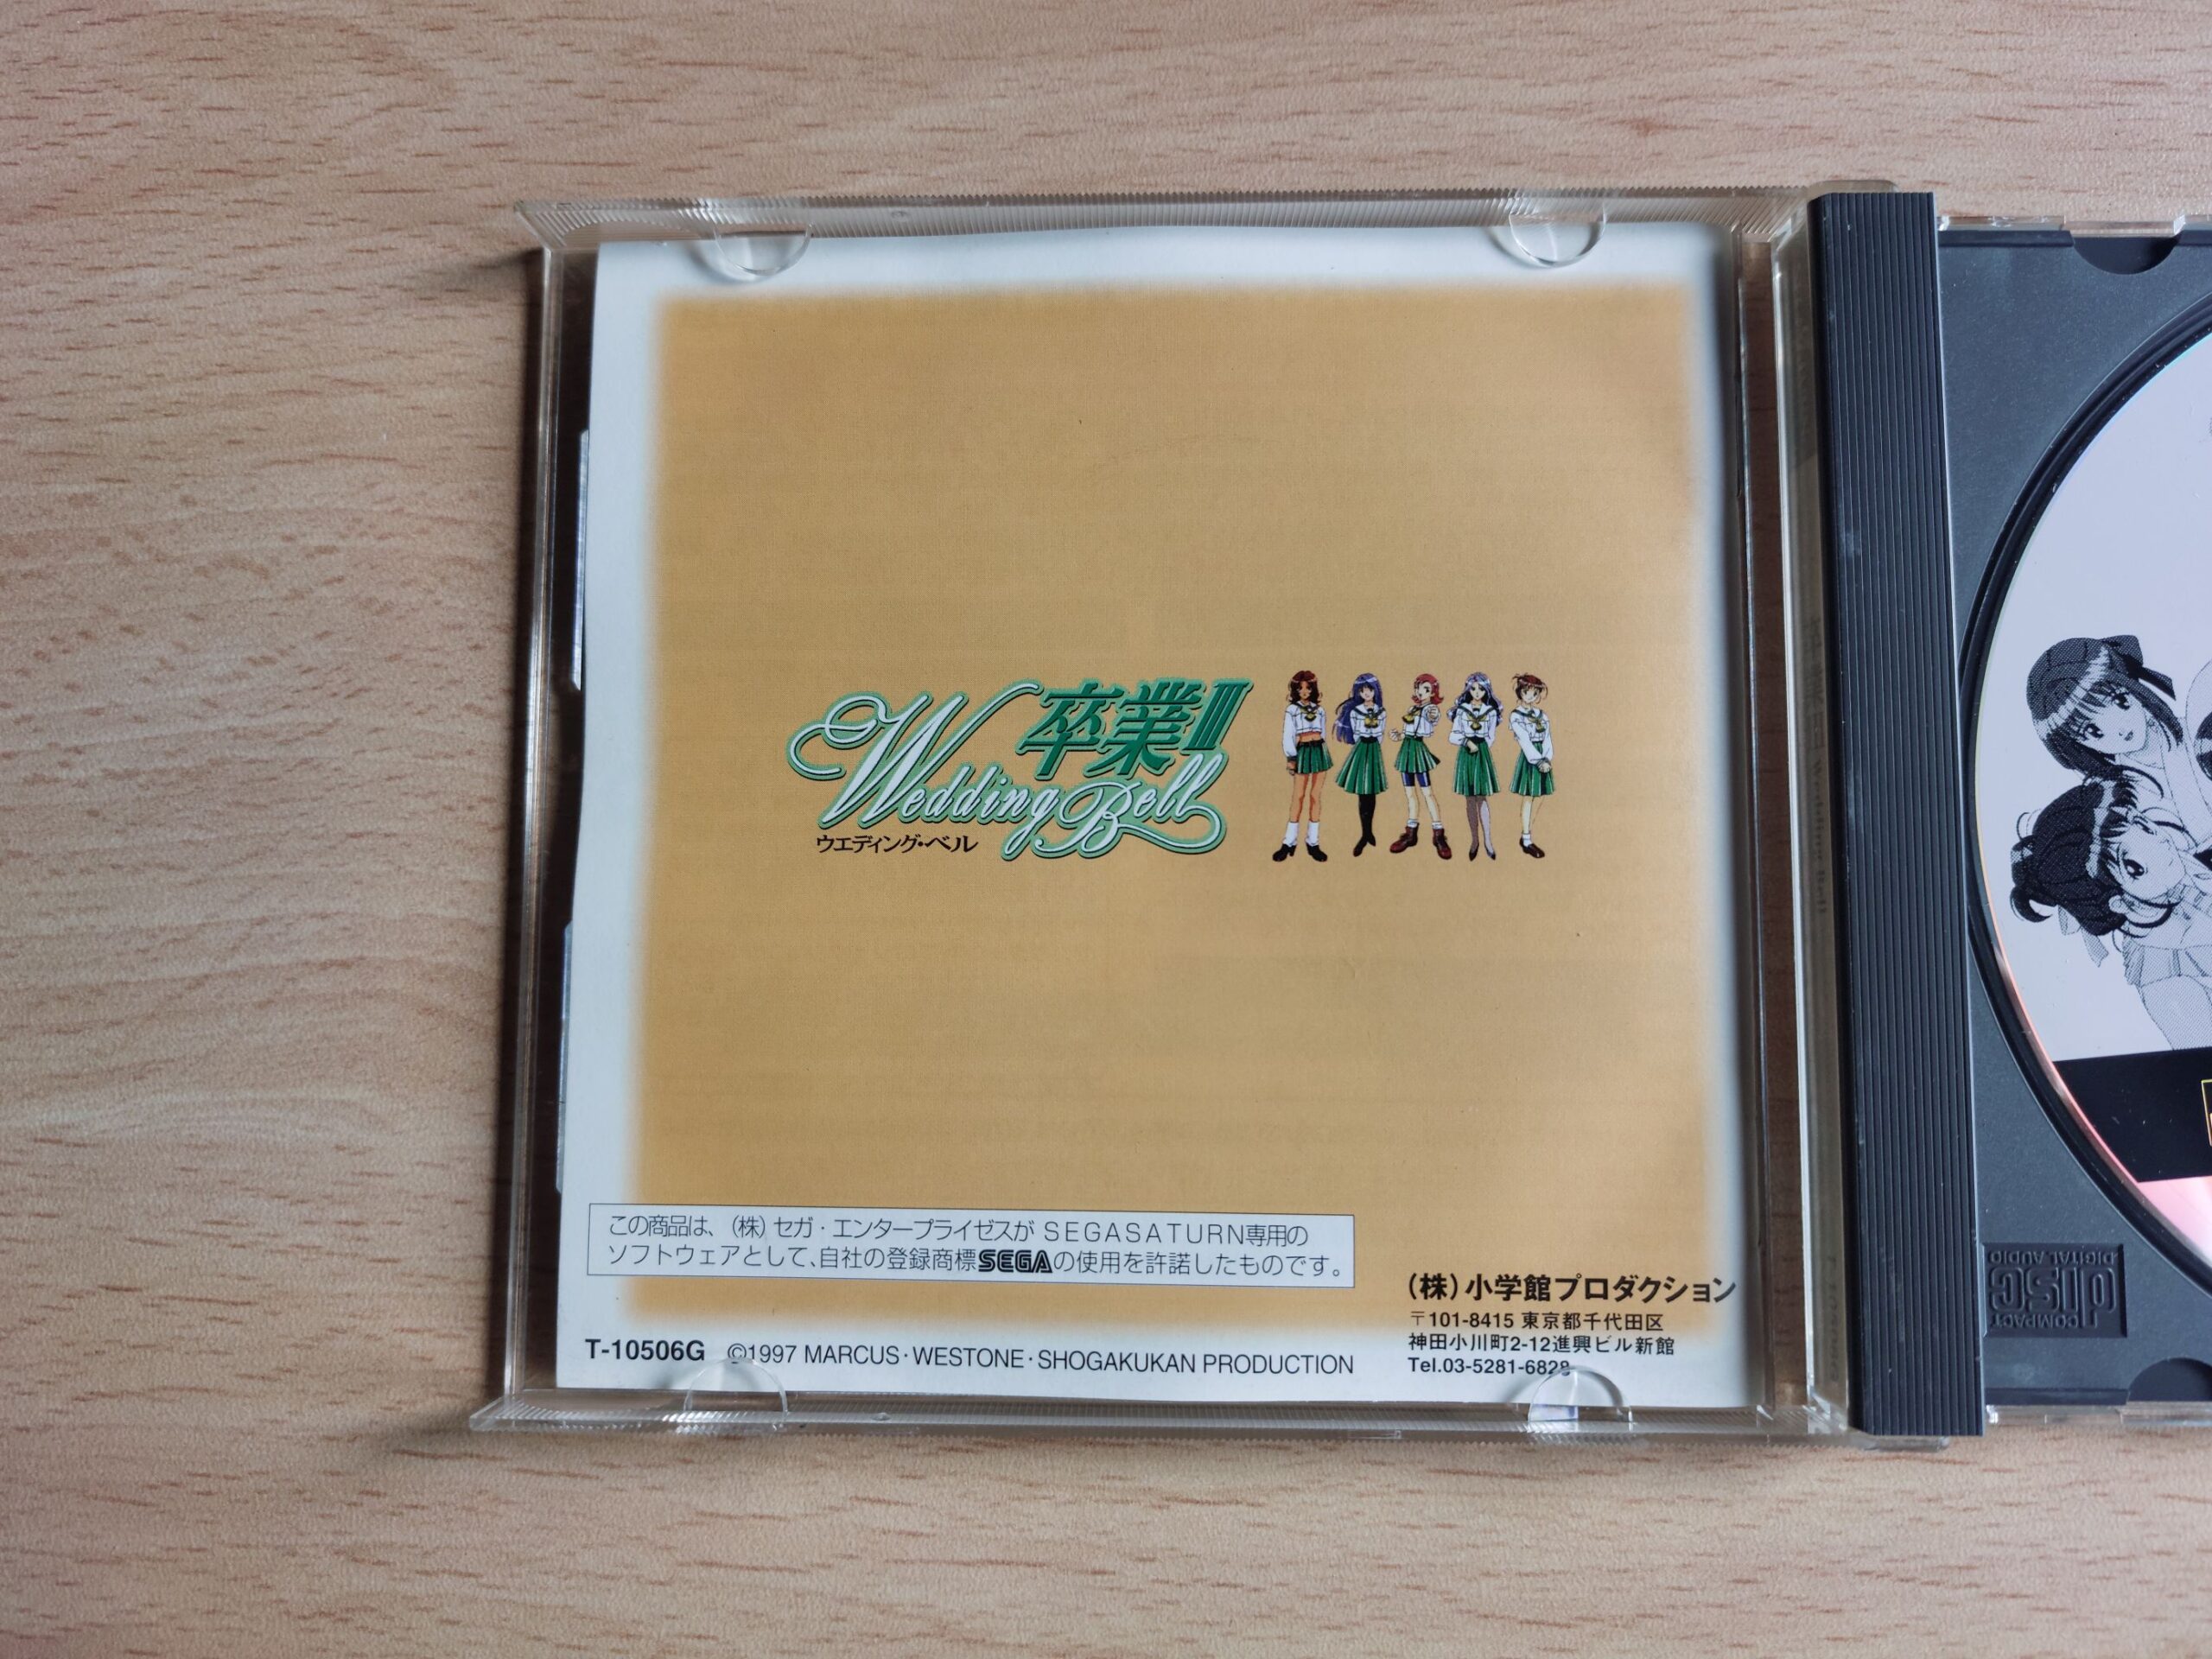 卒業Ⅲ
Wedding Bell
ウエディング・ベル
この商品は、（株）セガ・エンタープライゼスが SEGASATURN専用の
ソフトウェアとして、自社の登録商標SEGAの使用を許諾したものです。
（株）小学館プロダクション
〒101-8415 東京都千代田区
神田小川町2-12進興ビル新館
Tel.03-5281-6828
T-10506G ©1997 MARCUS・WESTONE・SHOGAKUKAN PRODUCTION
COMPACT
disc
DIGITAL AUDIO